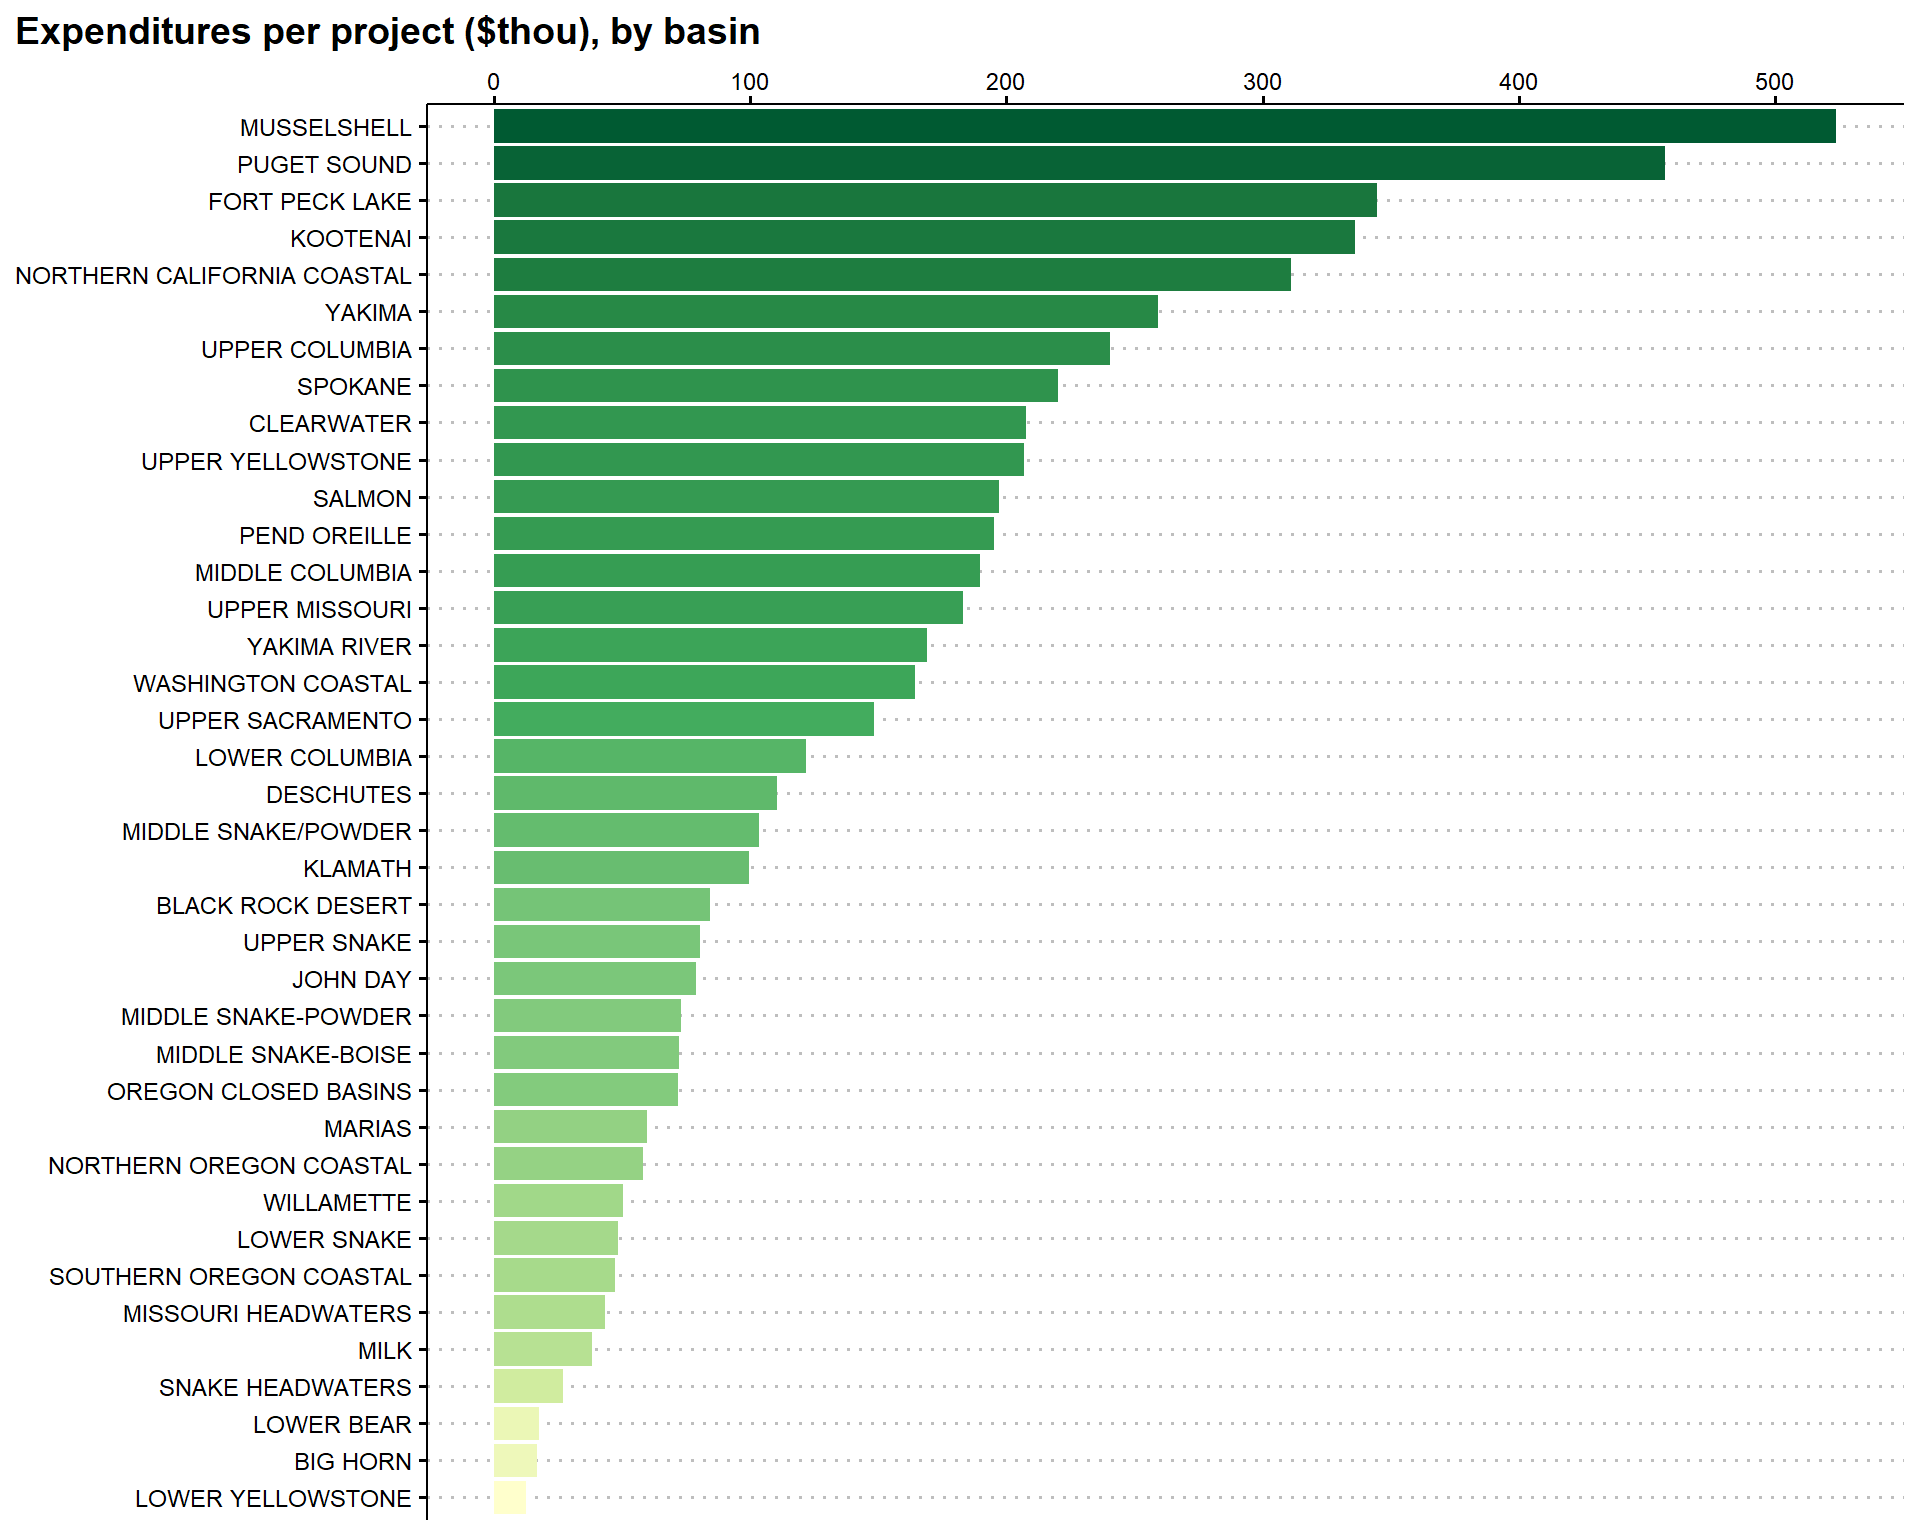 Expenditures per project ($thou), by basin
0 100 200 300 400 500
MUSSELSHELL
PUGET SOUND
FORT PECK LAKE
KOOTENAI
NORTHERN CALIFORNIA COASTAL
YAKIMA
UPPER COLUMBIA
SPOKANE
CLEARWATER
UPPER YELLOWSTONE
SALMON
PEND OREILLE
MIDDLE COLUMBIA
UPPER MISSOURI
YAKIMA RIVER
WASHINGTON COASTAL
UPPER SACRAMENTO
LOWER COLUMBIA
DESCHUTES
MIDDLE SNAKE/POWDER
KLAMATH
BLACK ROCK DESERT
UPPER SNAKE
JOHN DAY
MIDDLE SNAKE-POWDER
MIDDLE SNAKE-BOISE
OREGON CLOSED BASINS
MARIAS
NORTHERN OREGON COASTAL
WILLAMETTE
LOWER SNAKE
SOUTHERN OREGON COASTAL
MISSOURI HEADWATERS
MILK
SNAKE HEADWATERS
LOWER BEAR
BIG HORN
LOWER YELLOWSTONE